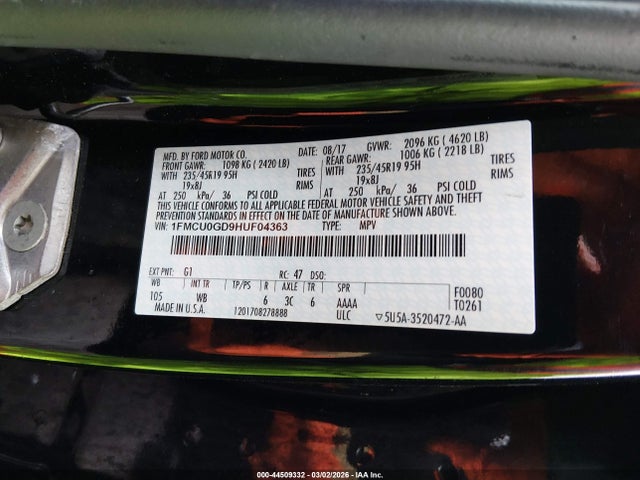 MFD. BY FORD MOTOR CO. DATE: 08/17 GVWR: 2096 KG (4620 LB)
FRONT GAWR: 1098 KG (2420 LB) REAR GAWR: 1006 KG (2218 LB)
WITH 235/45R19 95H TIRES WITH 235/45R19 95H TIRES
19x8J RIMS 19x8J RIMS
AT 250 kPa/ 36 PSI COLD AT 250 kPa/ 36 PSI COLD
THIS VEHICLE CONFORMS TO ALL APPLICABLE FEDERAL MOTOR VEHICLE SAFETY AND THEFT PREVENTION STANDARDS IN EFFECT ON THE DATE OF MANUFACTURE SHOWN ABOVE.
VIN: 1FMCU0GD9HUF04363 TYPE: MPV
EXT PNT: G1 RC: 47 DSO:
WB INT TR TP/PS R AXLE TR SPR F0080
105 WB 6 3C 6 AAAA T0261
MADE IN U.S.A. 1201708278888 ULC ▽5U5A-3520472-AA
000-44509332 - 03/02/2026 - IAA Inc.